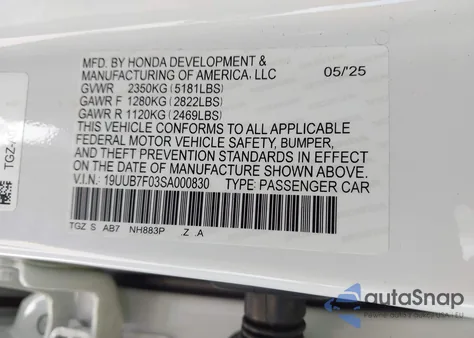 MFD. BY HONDA DEVELOPMENT & 05/'25
MANUFACTURING OF AMERICA, LLC
GVWR 2350KG (5181LBS)
GAWR F 1280KG (2822LBS)
GAWR R 1120KG (2469LBS)
THIS VEHICLE CONFORMS TO ALL APPLICABLE
FEDERAL MOTOR VEHICLE SAFETY, BUMPER,
AND THEFT PREVENTION STANDARDS IN EFFECT
ON THE DATE OF MANUFACTURE SHOWN ABOVE.
V.I.N. 19UUB7F03SA000830 TYPE: PASSENGER CAR
TGZ S AB7 NH883P .Z .A
autoSnap